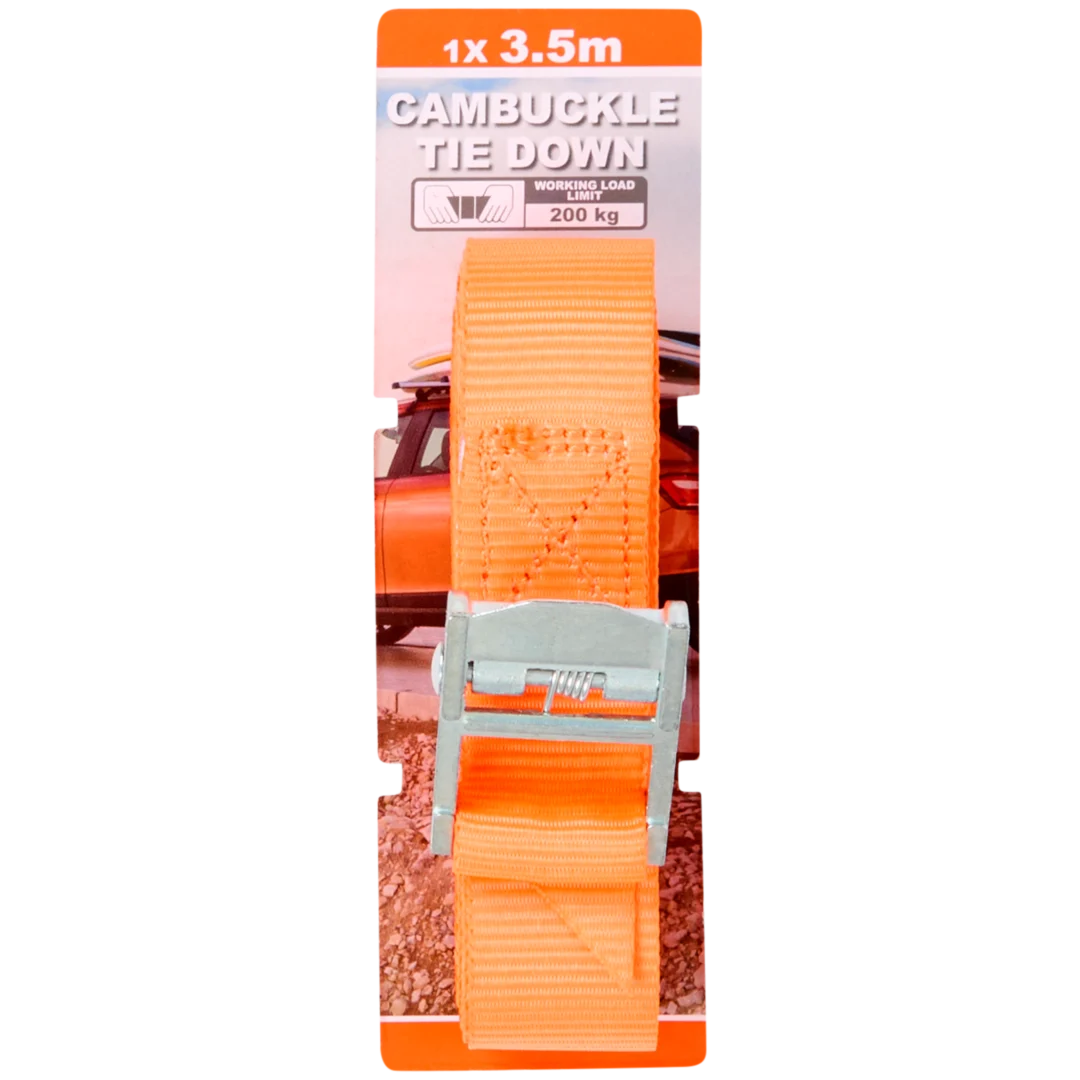 1X 3.5m
CAMBUCKLE
TIE DOWN
WORKING LOAD
LIMIT
200 kg